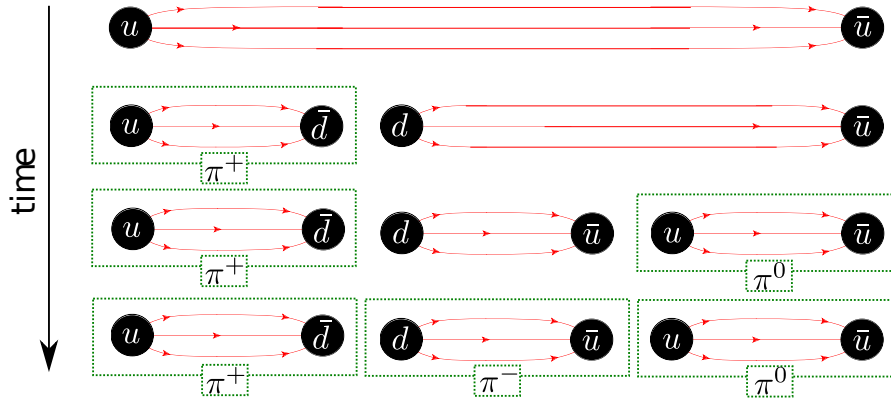 time
u ū
u d̄ d ū
π⁺
u d̄ d ū u ū
π⁺ π⁰
u d̄ d ū u ū
π⁺ π⁻ π⁰